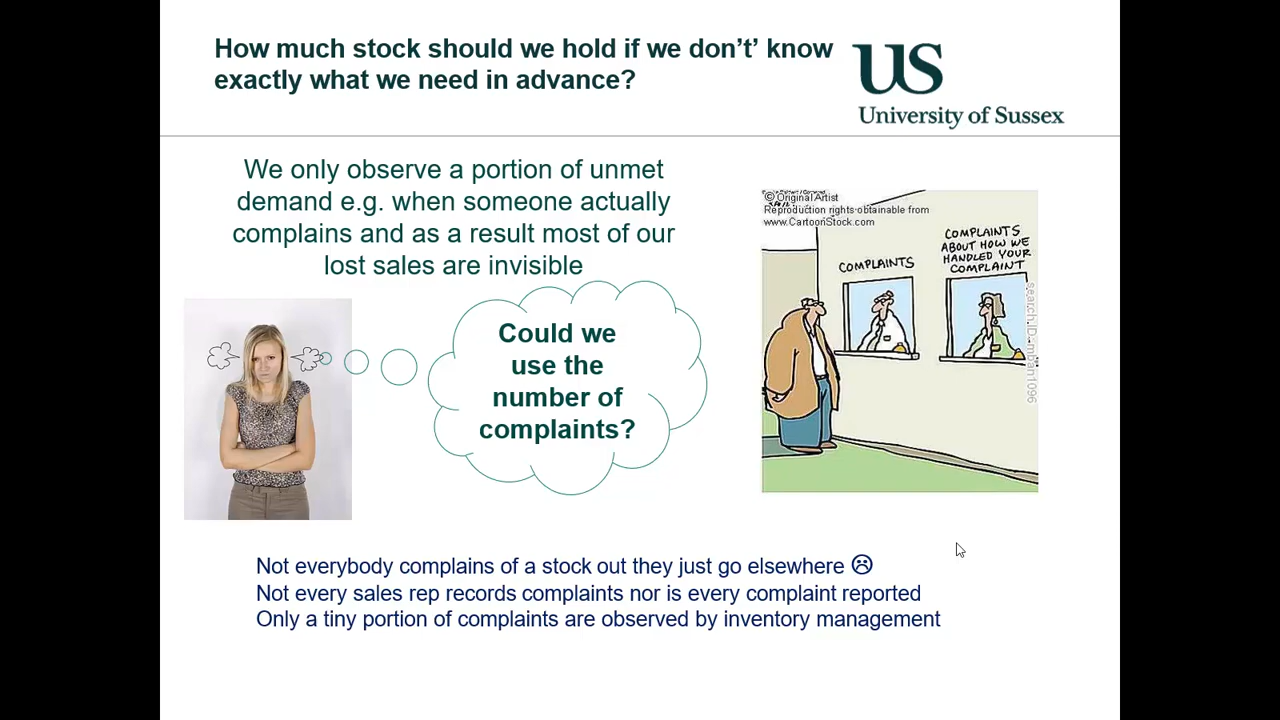 How much stock should we hold if we don’t’ know
exactly what we need in advance?
US
University of Sussex
We only observe a portion of unmet
demand e.g. when someone actually
complains and as a result most of our
lost sales are invisible
Could we
use the
number of
complaints?
© Original Artist
Reproduction rights obtainable from
www.CartoonStock.com
COMPLAINTS
COMPLAINTS
ABOUT HOW WE
HANDLED YOUR
COMPLAINT
Not everybody complains of a stock out they just go elsewhere ☹
Not every sales rep records complaints nor is every complaint reported
Only a tiny portion of complaints are observed by inventory management